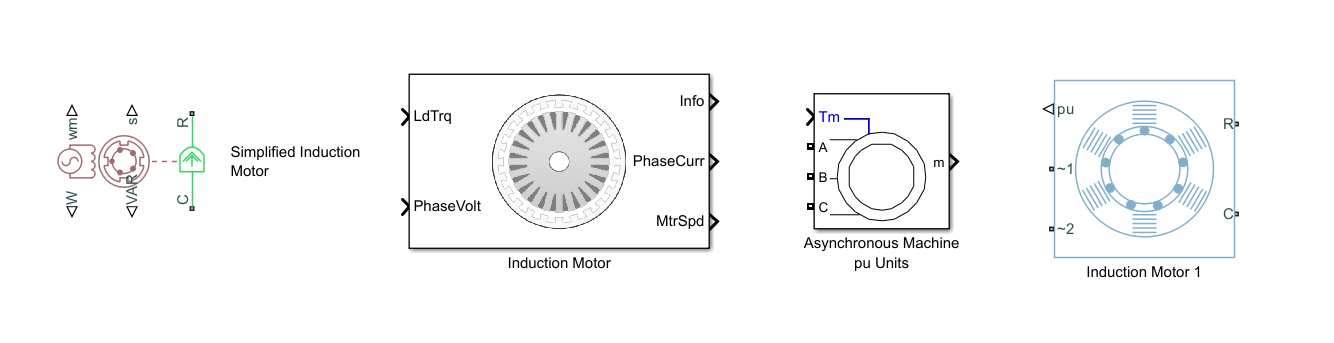 wm
s
W
VAR
R
C
Simplified Induction
Motor
LdTrq
PhaseVolt
Info
PhaseCurr
MtrSpd
Induction Motor
Tm
A
B
C
m
Asynchronous Machine
pu Units
pu
~1
~2
R
C
Induction Motor 1